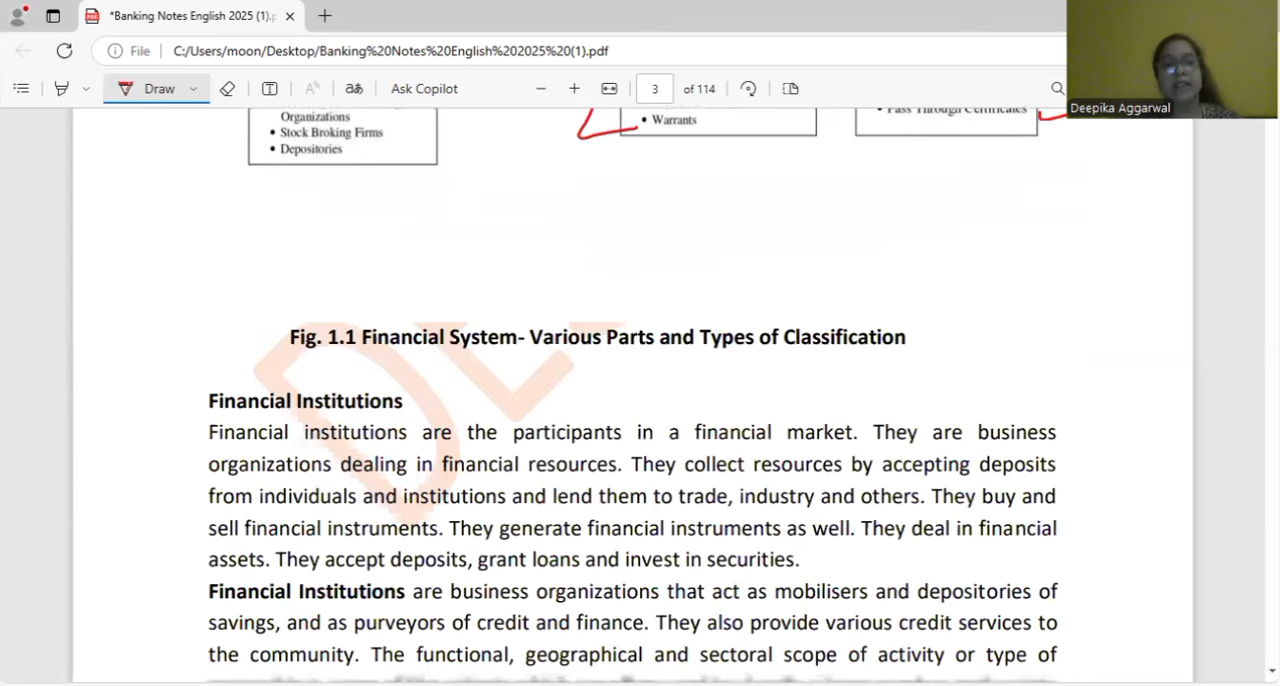 *Banking Notes English 2025 (1).p
File
C:/Users/moon/Desktop/Banking%20Notes%20English%202025%20(1).pdf
Draw
aあ
Ask Copilot
3
of 114
Deepika Aggarwal
Organizations
• Stock Broking Firms
• Depositories
• Warrants
• Pass Through Certificates
Fig. 1.1 Financial System- Various Parts and Types of Classification
Financial Institutions
Financial institutions are the participants in a financial market. They are business
organizations dealing in financial resources. They collect resources by accepting deposits
from individuals and institutions and lend them to trade, industry and others. They buy and
sell financial instruments. They generate financial instruments as well. They deal in financial
assets. They accept deposits, grant loans and invest in securities.
Financial Institutions are business organizations that act as mobilisers and depositories of
savings, and as purveyors of credit and finance. They also provide various credit services to
the community. The functional, geographical and sectoral scope of activity or type of